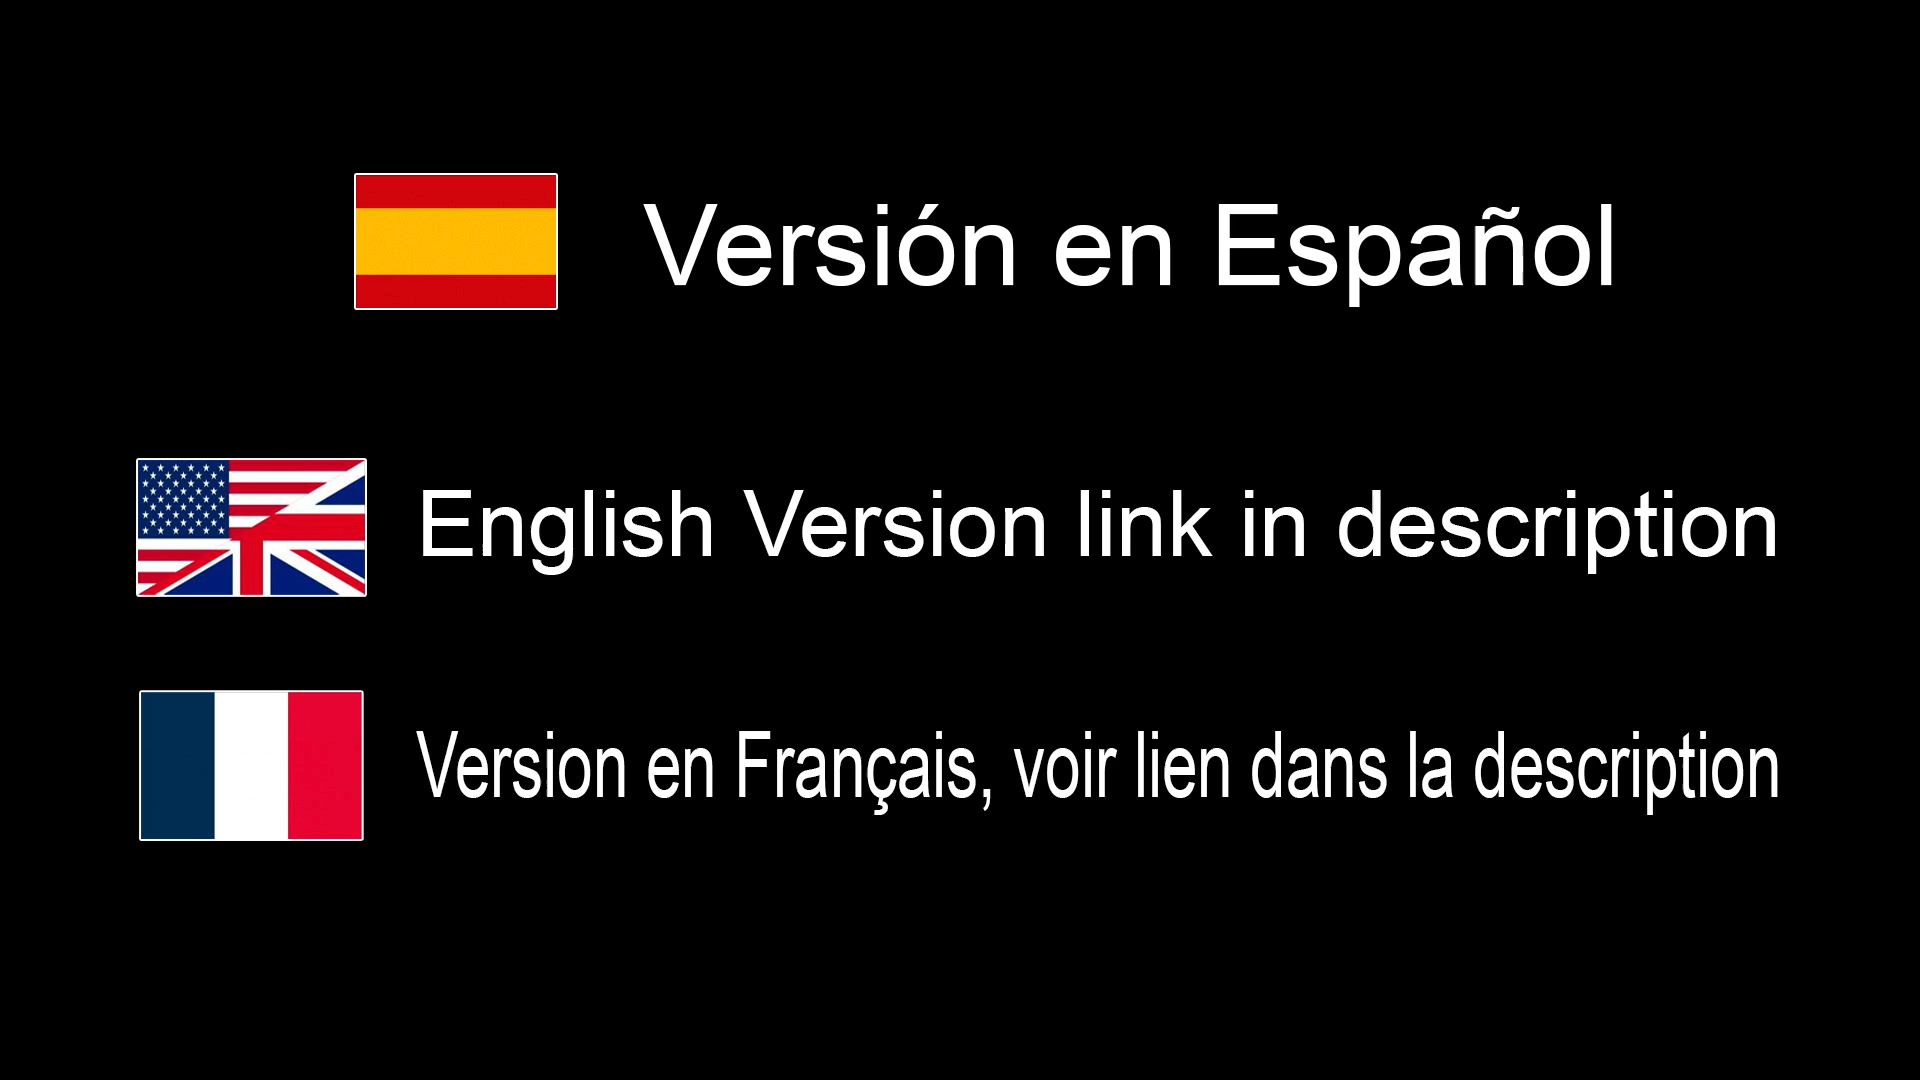 Versión en Español
English Version link in description
Version en Français, voir lien dans la description